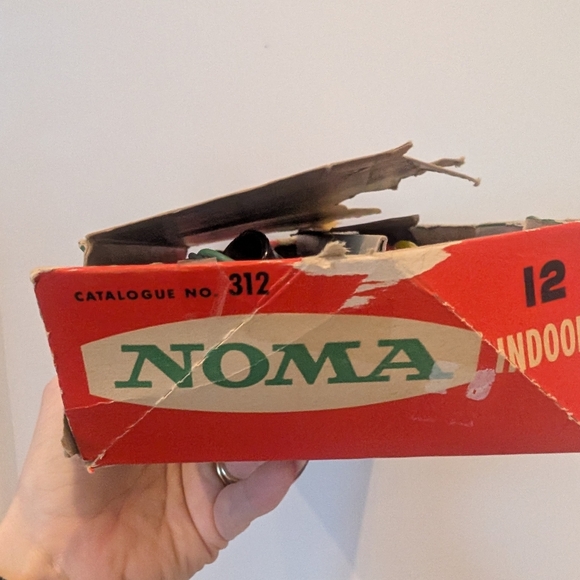 CATALOGUE NO. 312
NOMA
12
INDOOR